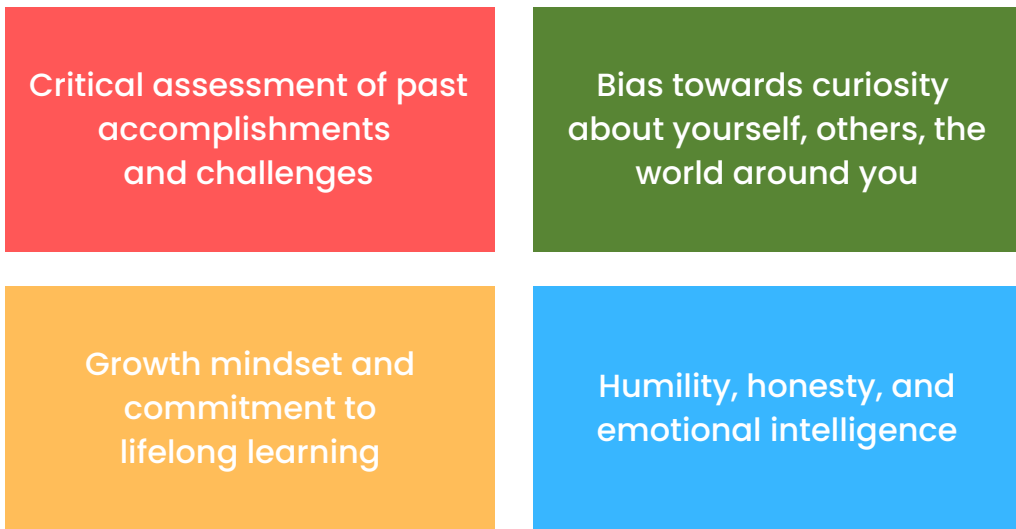 Critical assessment of past
accomplishments
and challenges
Bias towards curiosity
about yourself, others, the
world around you
Growth mindset and
commitment to
lifelong learning
Humility, honesty, and
emotional intelligence